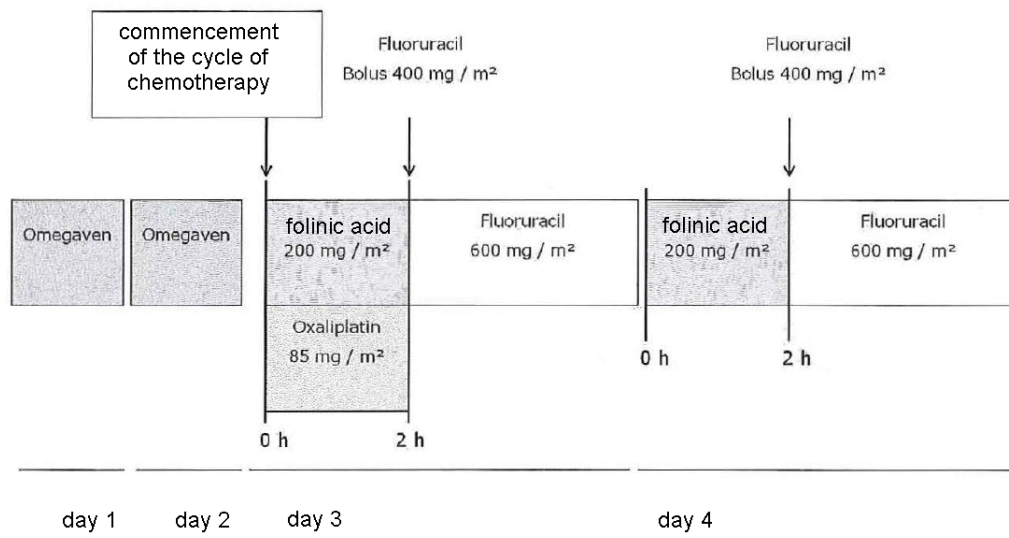 commencement
of the cycle of
chemotherapy
Fluoruracil
Bolus 400 mg / m²
Fluoruracil
Bolus 400 mg / m²
Omegaven
Omegaven
folinic acid
200 mg / m²
Fluoruracil
600 mg / m²
folinic acid
200 mg / m²
Fluoruracil
600 mg / m²
Oxaliplatin
85 mg / m²
0 h
2 h
0 h
2 h
day 1
day 2
day 3
day 4